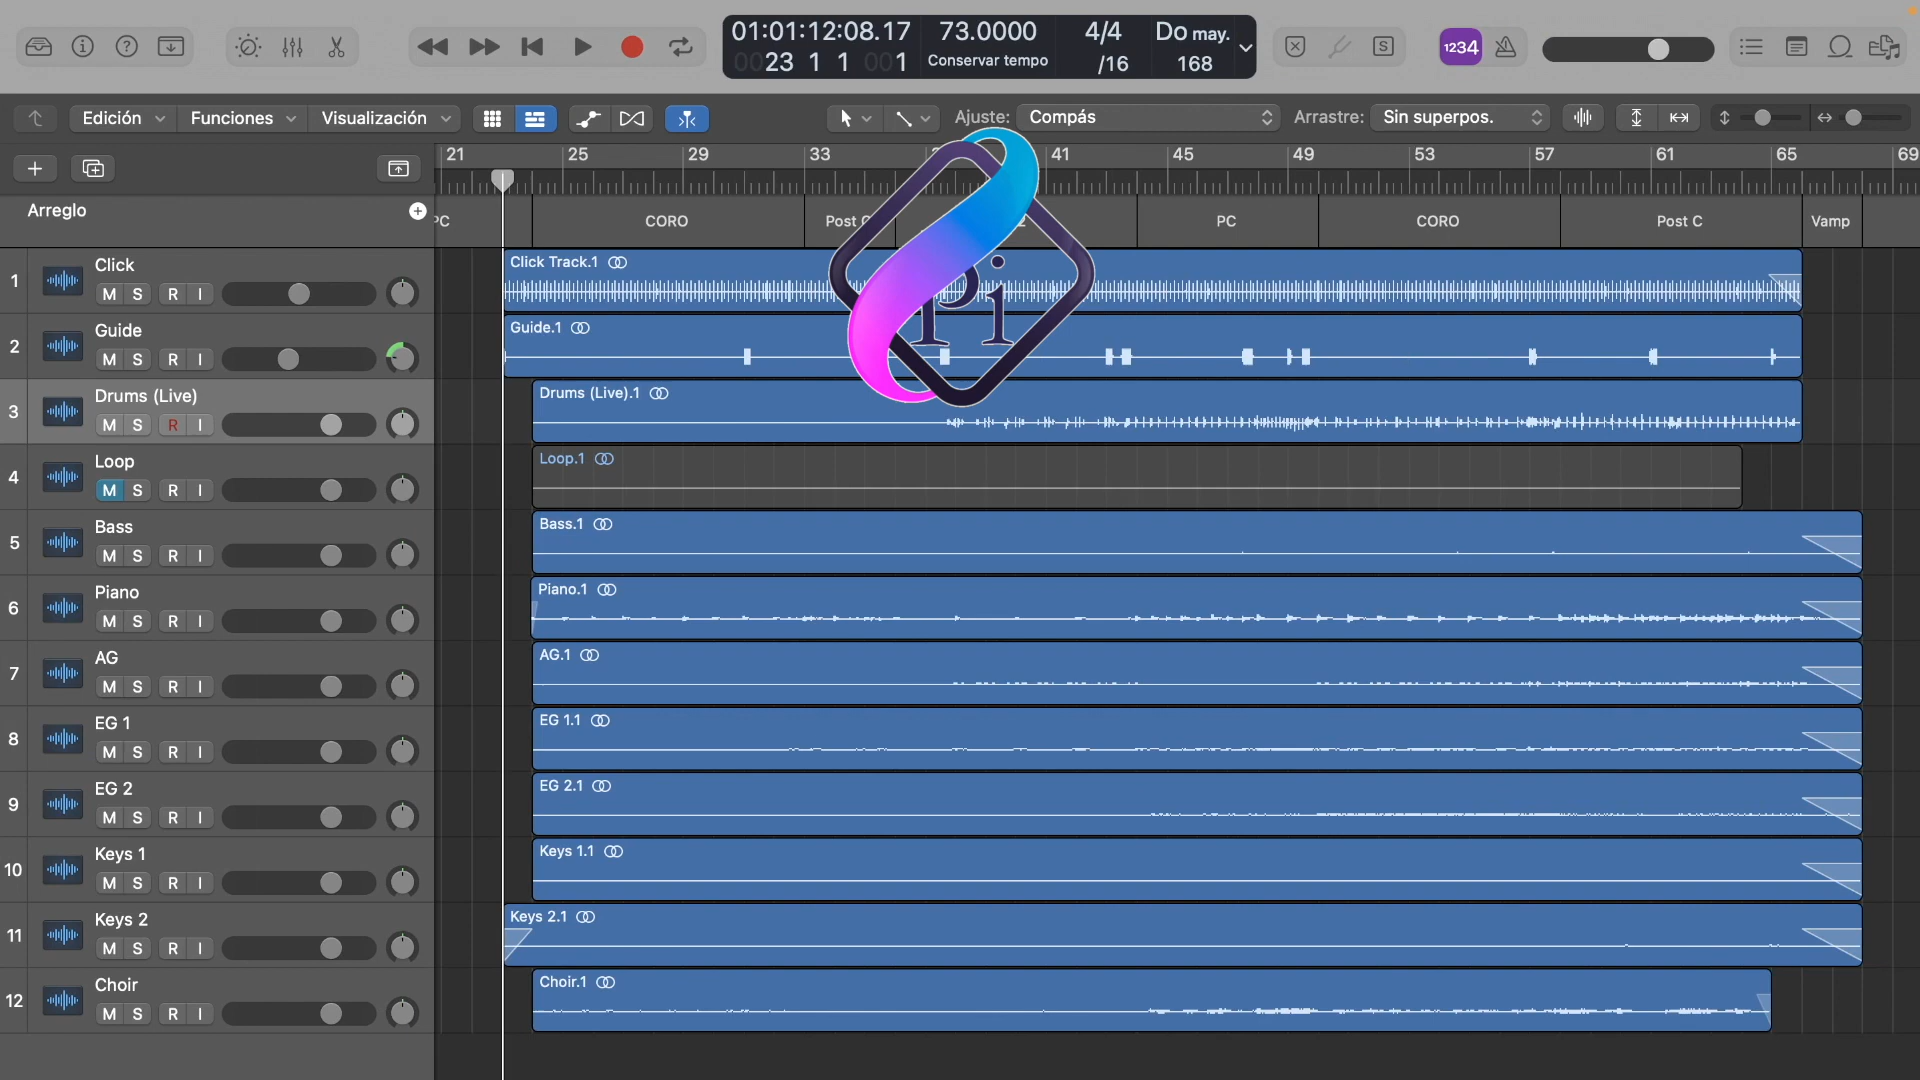 01:01:12:08.17 73.0000 4/4 Do may.
0023 1 1 001 Conservar tempo /16 168
S 1234
Edición Funciones Visualización Ajuste: Compás Arrastre: Sin superpos.
21 25 29 33 41 45 49 53 57 61 65 69
Arreglo
PC CORO Post C PC CORO Post C Vamp
Pi
1 Click
M S R I
Click Track.1
2 Guide
M S R I
Guide.1
3 Drums (Live)
M S R I
Drums (Live).1
4 Loop
M S R I
Loop.1
5 Bass
M S R I
Bass.1
6 Piano
M S R I
Piano.1
7 AG
M S R I
AG.1
8 EG 1
M S R I
EG 1.1
9 EG 2
M S R I
EG 2.1
10 Keys 1
M S R I
Keys 1.1
11 Keys 2
M S R I
Keys 2.1
12 Choir
M S R I
Choir.1